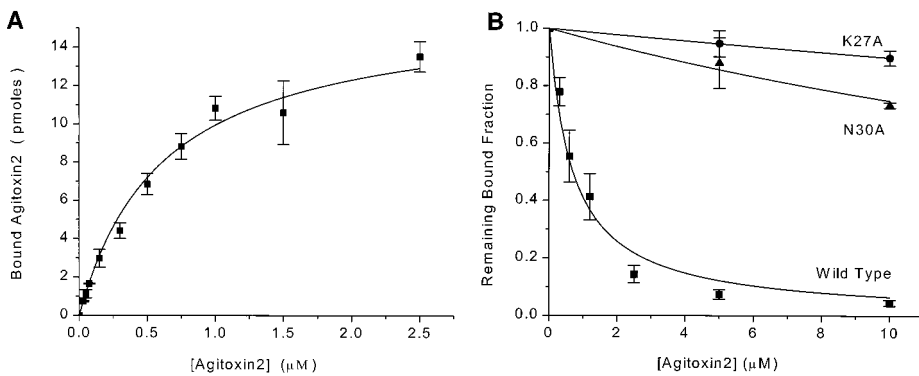 A
Bound Agitoxin2 ( pmoles )
14
12
10
8
6
4
2
0
0.0
0.5
1.0
1.5
2.0
2.5
[Agitoxin2] (μM)
B
Remaining Bound Fraction
1.0
0.8
0.6
0.4
0.2
0.0
0
2
4
6
8
10
K27A
N30A
Wild Type
[Agitoxin2] (μM)